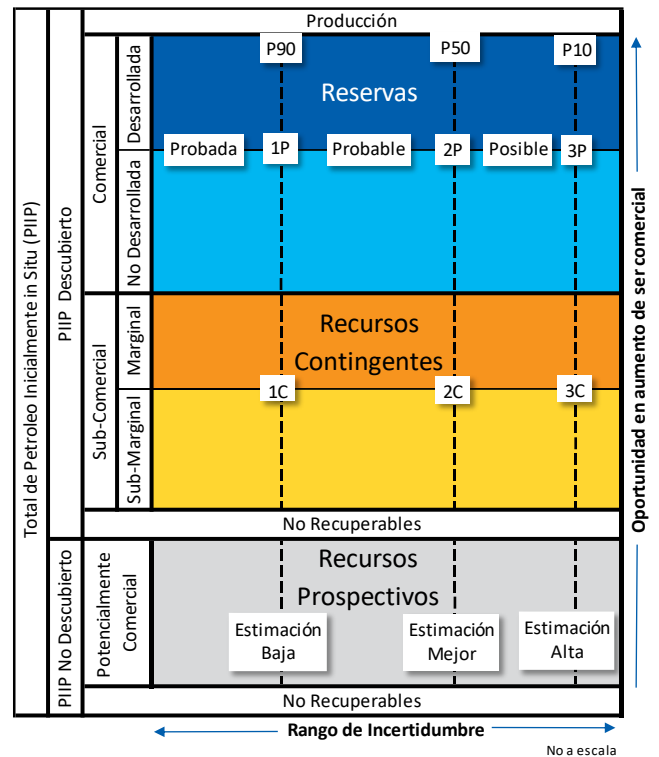 Producción
P90
P50
P10
Reservas
Probada
1P
Probable
2P
Posible
3P
Recursos
Contingentes
1C
2C
3C
No Recuperables
Recursos
Prospectivos
Estimación
Baja
Estimación
Mejor
Estimación
Alta
No Recuperables
Total de Petroleo Inicialmente in Situ (PIIP)
PIIP Descubierto
PIIP No Descubierto
Comercial
Sub-Comercial
Potencialmente
Comercial
Desarrollada
No Desarrollada
Marginal
Sub-Marginal
Oportunidad en aumento de ser comercial
Rango de Incertidumbre
No a escala